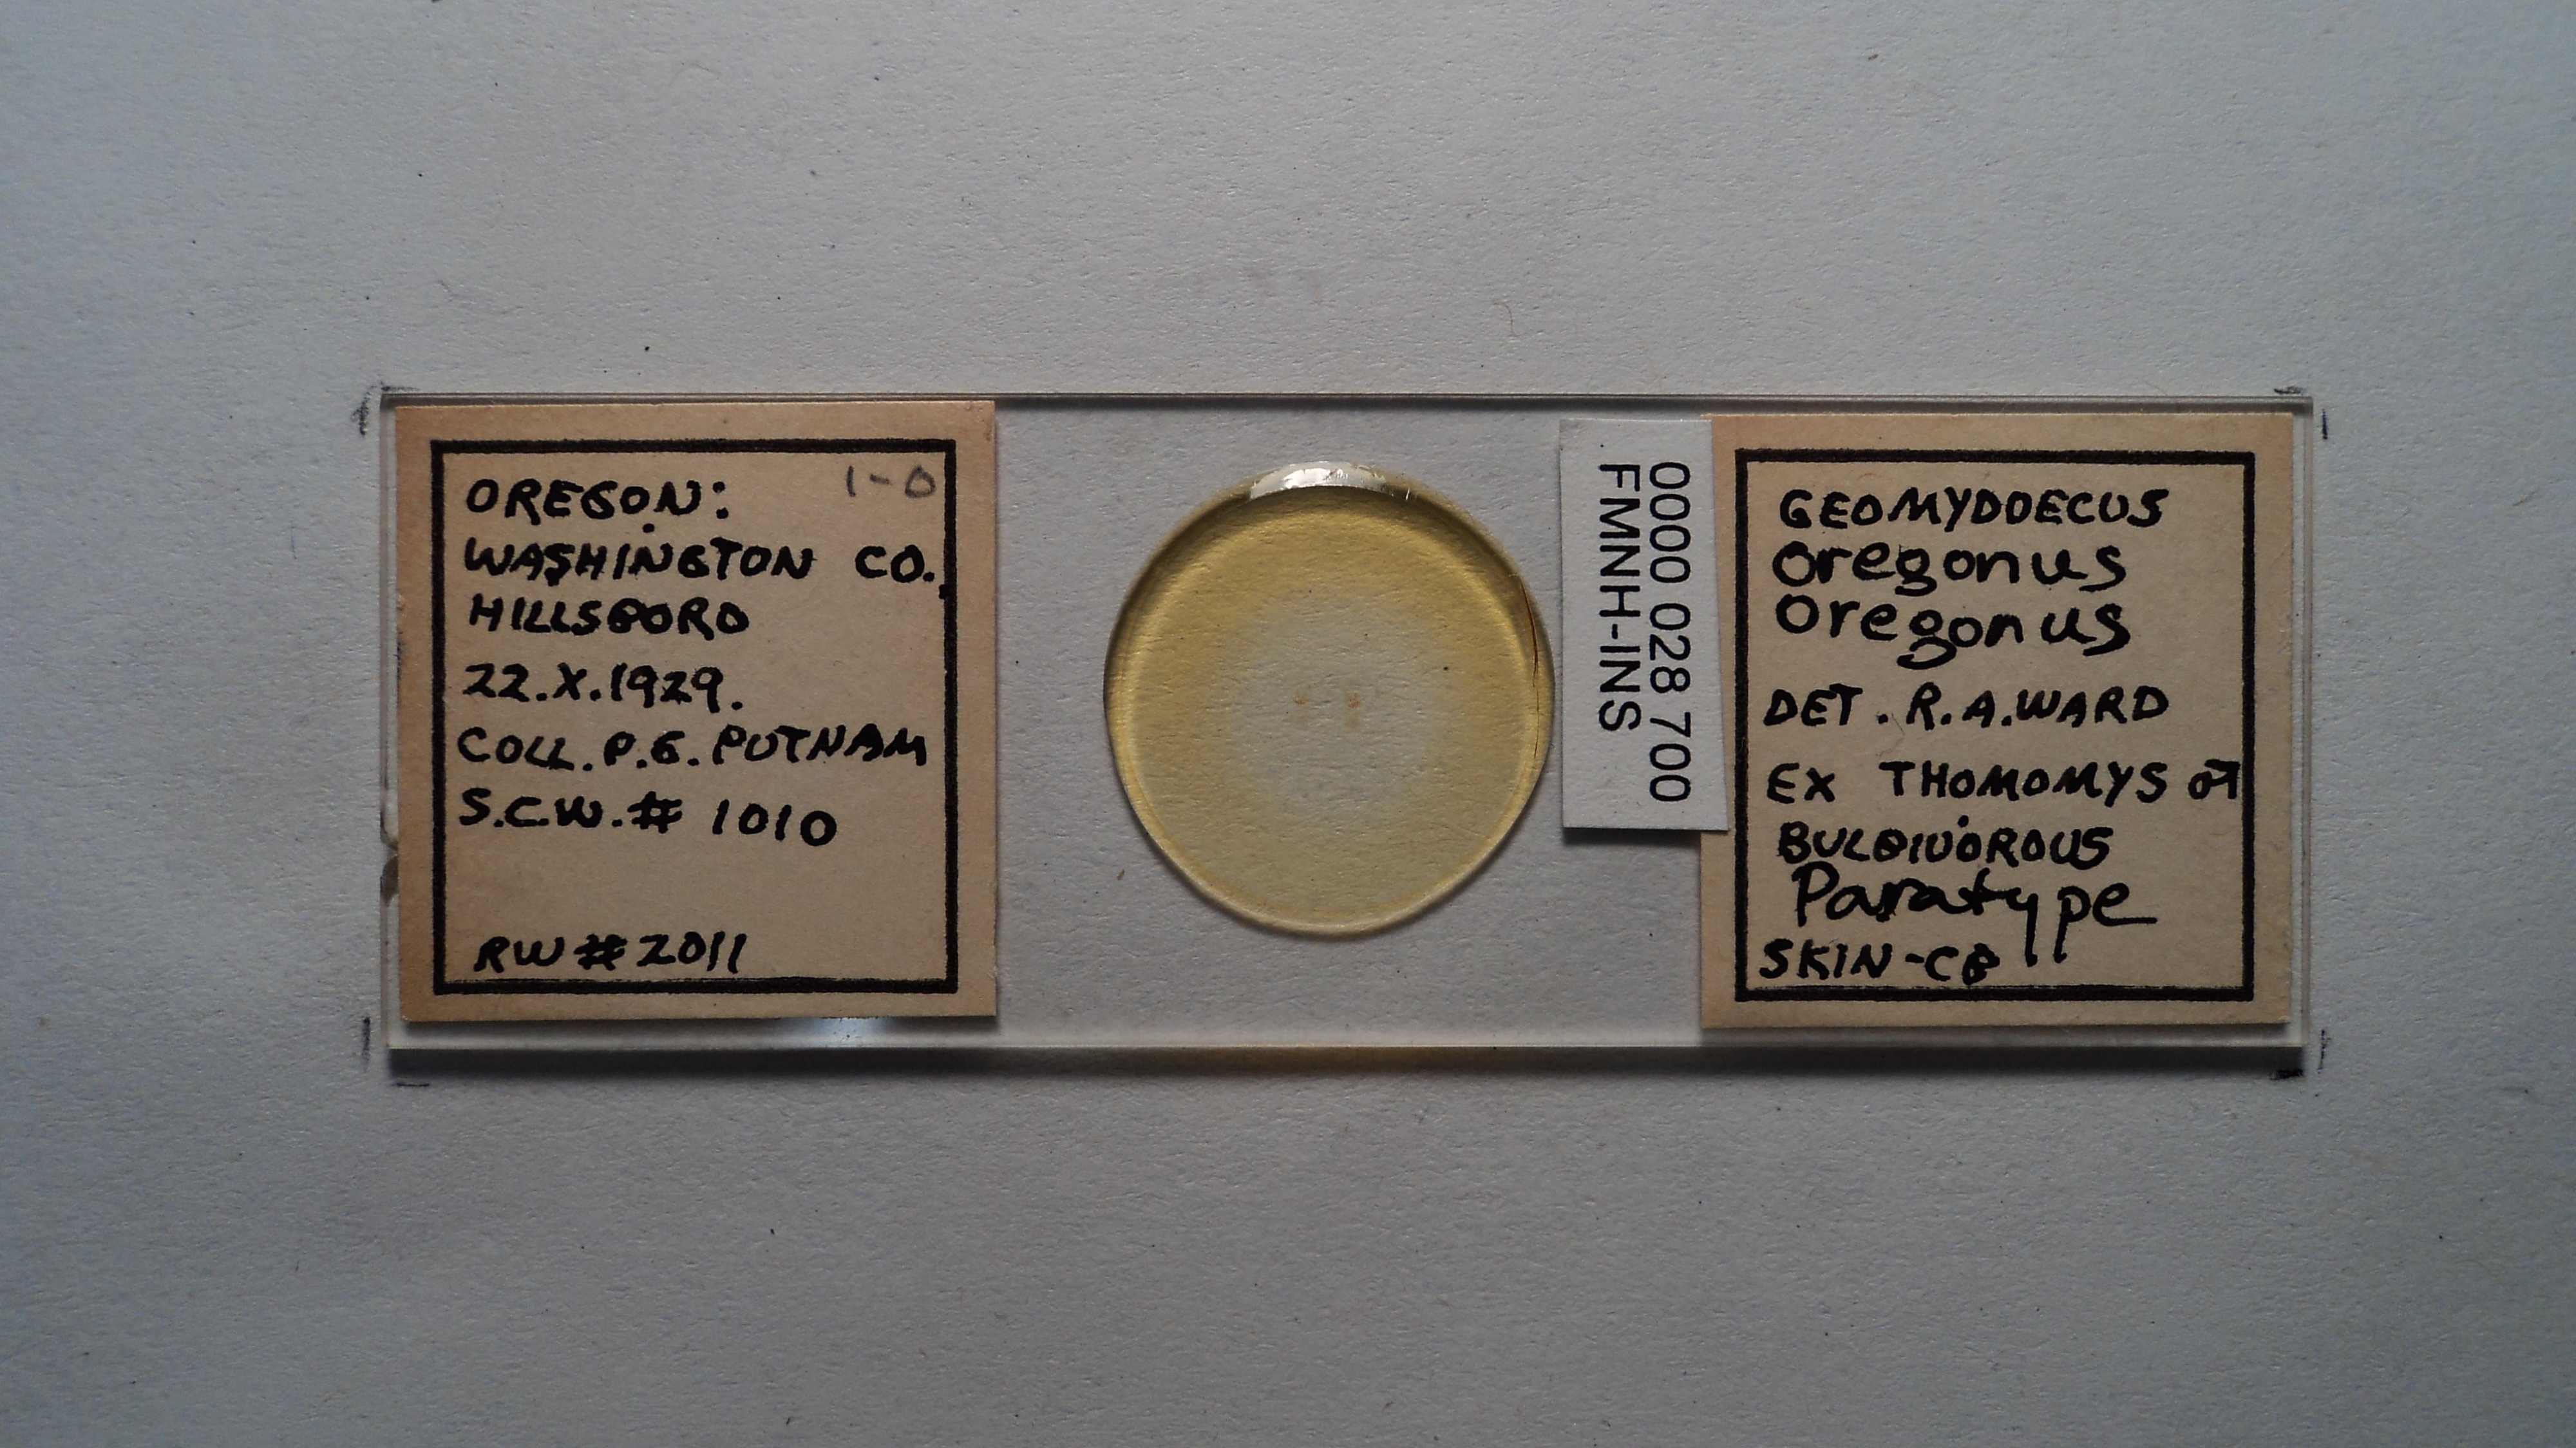 1-0
OREGON:
WASHINGTON CO.,
HILLSBORO
22.X.1929.
COLL. P.G. PUTNAM
S.C.W. # 1010
RW # 2011
0000 028 700
FMNH-INS
GEOMYDOECUS
oregonus
oregonus
DET. R.A. WARD
EX THOMOMYS ♂
BULBIVOROUS
Paratype
SKIN-CB